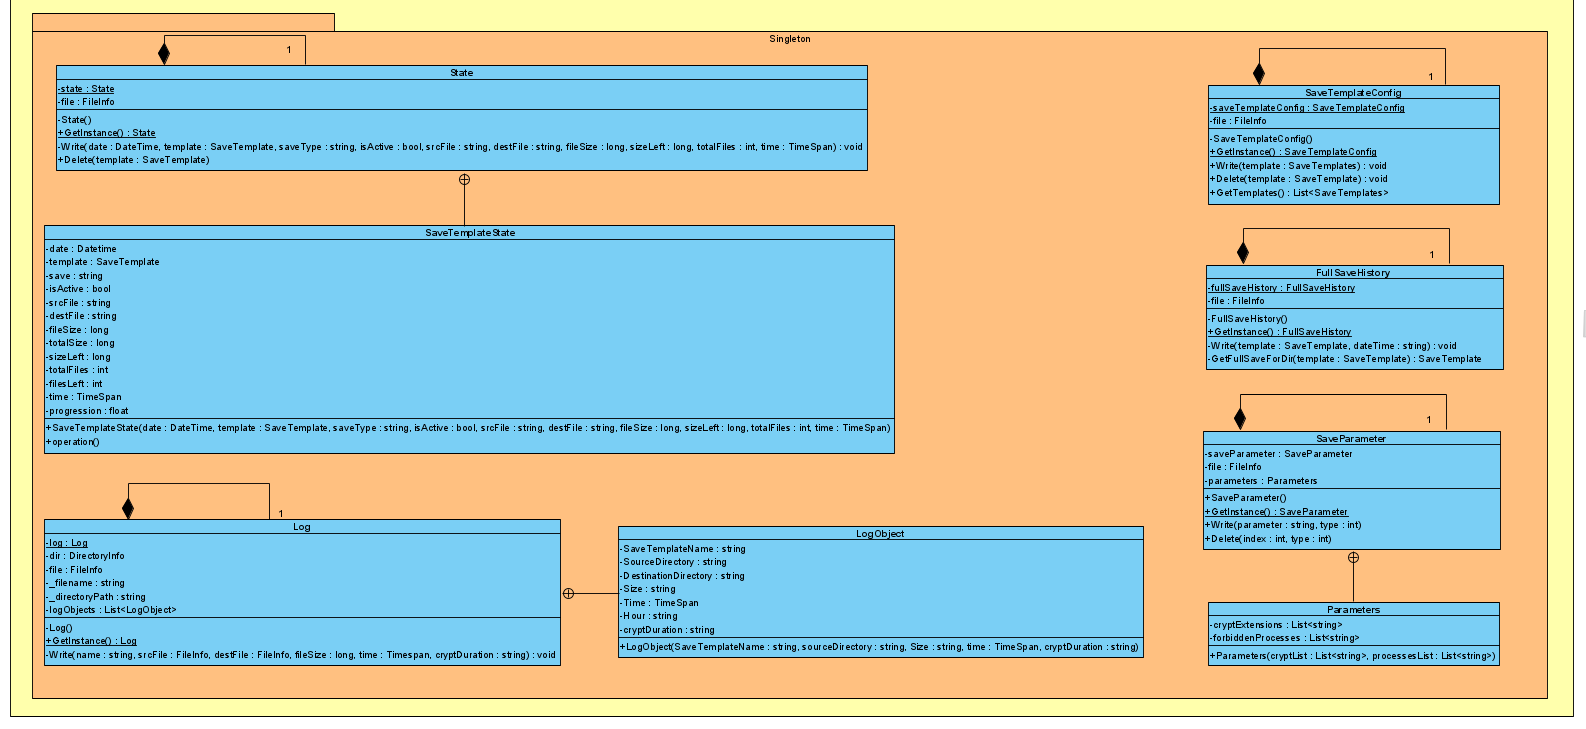 Singleton
1
State
-state : State
-file : FileInfo
-State()
+GetInstance() : State
-Write(date : DateTime, template : SaveTemplate, saveType : string, isActive : bool, srcFile : string, destFile : string, fileSize : long, sizeLeft : long, totalFiles : int, time : TimeSpan) : void
+Delete(template : SaveTemplate)
SaveTemplateState
-date : Datetime
-template : SaveTemplate
-save : string
-isActive : bool
-srcFile : string
-destFile : string
-fileSize : long
-totalSize : long
-sizeLeft : long
-totalFiles : int
-filesLeft : int
-time : TimeSpan
-progression : float
+SaveTemplateState(date : DateTime, template : SaveTemplate, saveType : string, isActive : bool, srcFile : string, destFile : string, fileSize : long, sizeLeft : long, totalFiles : int, time : TimeSpan)
+operation()
1
Log
-log : Log
-dir : DirectoryInfo
-file : FileInfo
-_filename : string
-_directoryPath : string
-logObjects : List<LogObject>
-Log()
+GetInstance() : Log
-Write(name : string, srcFile : FileInfo, destFile : FileInfo, fileSize : long, time : Timespan, cryptDuration : string) : void
LogObject
-SaveTemplateName : string
-SourceDirectory : string
-DestinationDirectory : string
-Size : string
-Time : TimeSpan
-Hour : string
-cryptDuration : string
+LogObject(SaveTemplateName : string, sourceDirectory : string, Size : string, time : TimeSpan, cryptDuration : string)
1
SaveTemplateConfig
-saveTemplateConfig : SaveTemplateConfig
-file : FileInfo
-SaveTemplateConfig()
+GetInstance() : SaveTemplateConfig
+Write(template : SaveTemplates) : void
+Delete(template : SaveTemplate) : void
+GetTemplates() : List<SaveTemplates>
1
FullSaveHistory
-fullSaveHistory : FullSaveHistory
-file : FileInfo
-FullSaveHistory()
+GetInstance() : FullSaveHistory
-Write(template : SaveTemplate, dateTime : string) : void
-GetFullSaveForDir(template : SaveTemplate) : SaveTemplate
1
SaveParameter
-saveParameter : SaveParameter
-file : FileInfo
-parameters : Parameters
+SaveParameter()
+GetInstance() : SaveParameter
+Write(parameter : string, type : int)
+Delete(index : int, type : int)
Parameters
-cryptExtensions : List<string>
-forbiddenProcesses : List<string>
+Parameters(cryptList : List<string>, processesList : List<string>)